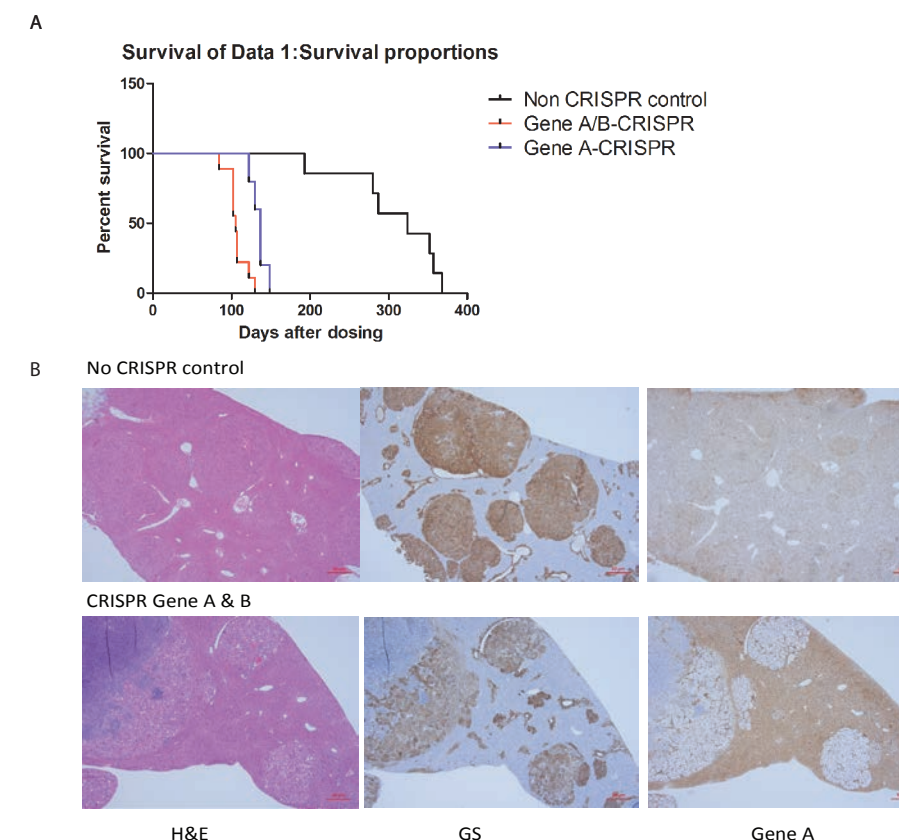 A
Survival of Data 1:Survival proportions
150
100
50
0
Percent survival
0 100 200 300 400
Days after dosing
Non CRISPR control
Gene A/B-CRISPR
Gene A-CRISPR
B
No CRISPR control
CRISPR Gene A & B
H&E GS Gene A